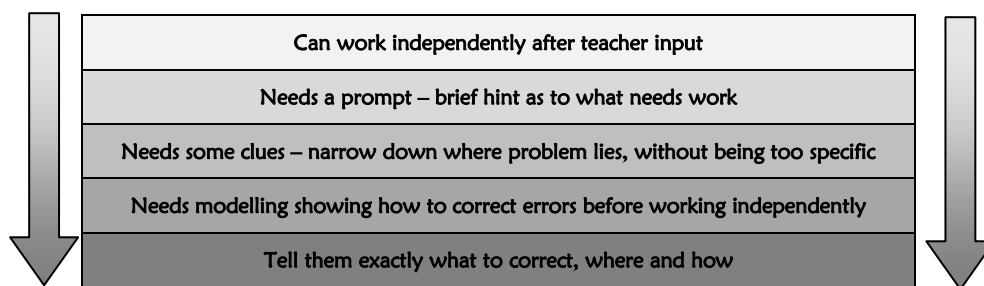 Can work independently after teacher input
Needs a prompt – brief hint as to what needs work
Needs some clues – narrow down where problem lies, without being too specific
Needs modelling showing how to correct errors before working independently
Tell them exactly what to correct, where and how